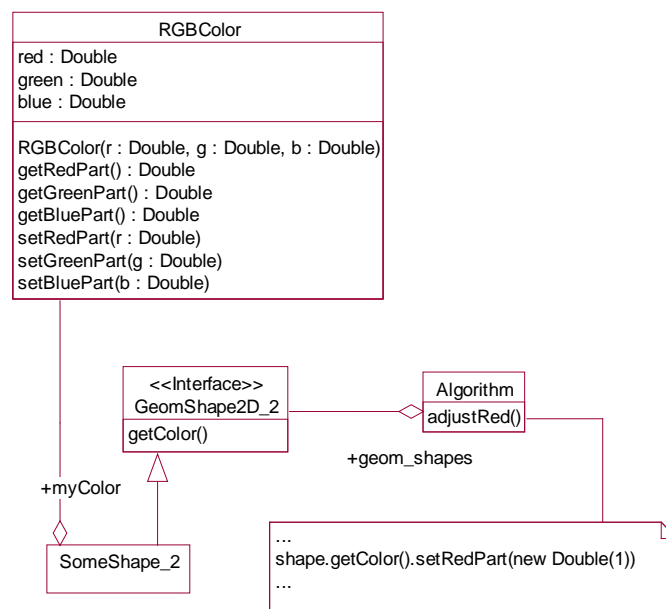 RGBColor
red : Double
green : Double
blue : Double
RGBColor(r : Double, g : Double, b : Double)
getRedPart() : Double
getGreenPart() : Double
getBluePart() : Double
setRedPart(r : Double)
setGreenPart(g : Double)
setBluePart(b : Double)
<<Interface>>
GeomShape2D_2
getColor()
Algorithm
adjustRed()
+geom_shapes
+myColor
SomeShape_2
...
shape.getColor().setRedPart(new Double(1))
...